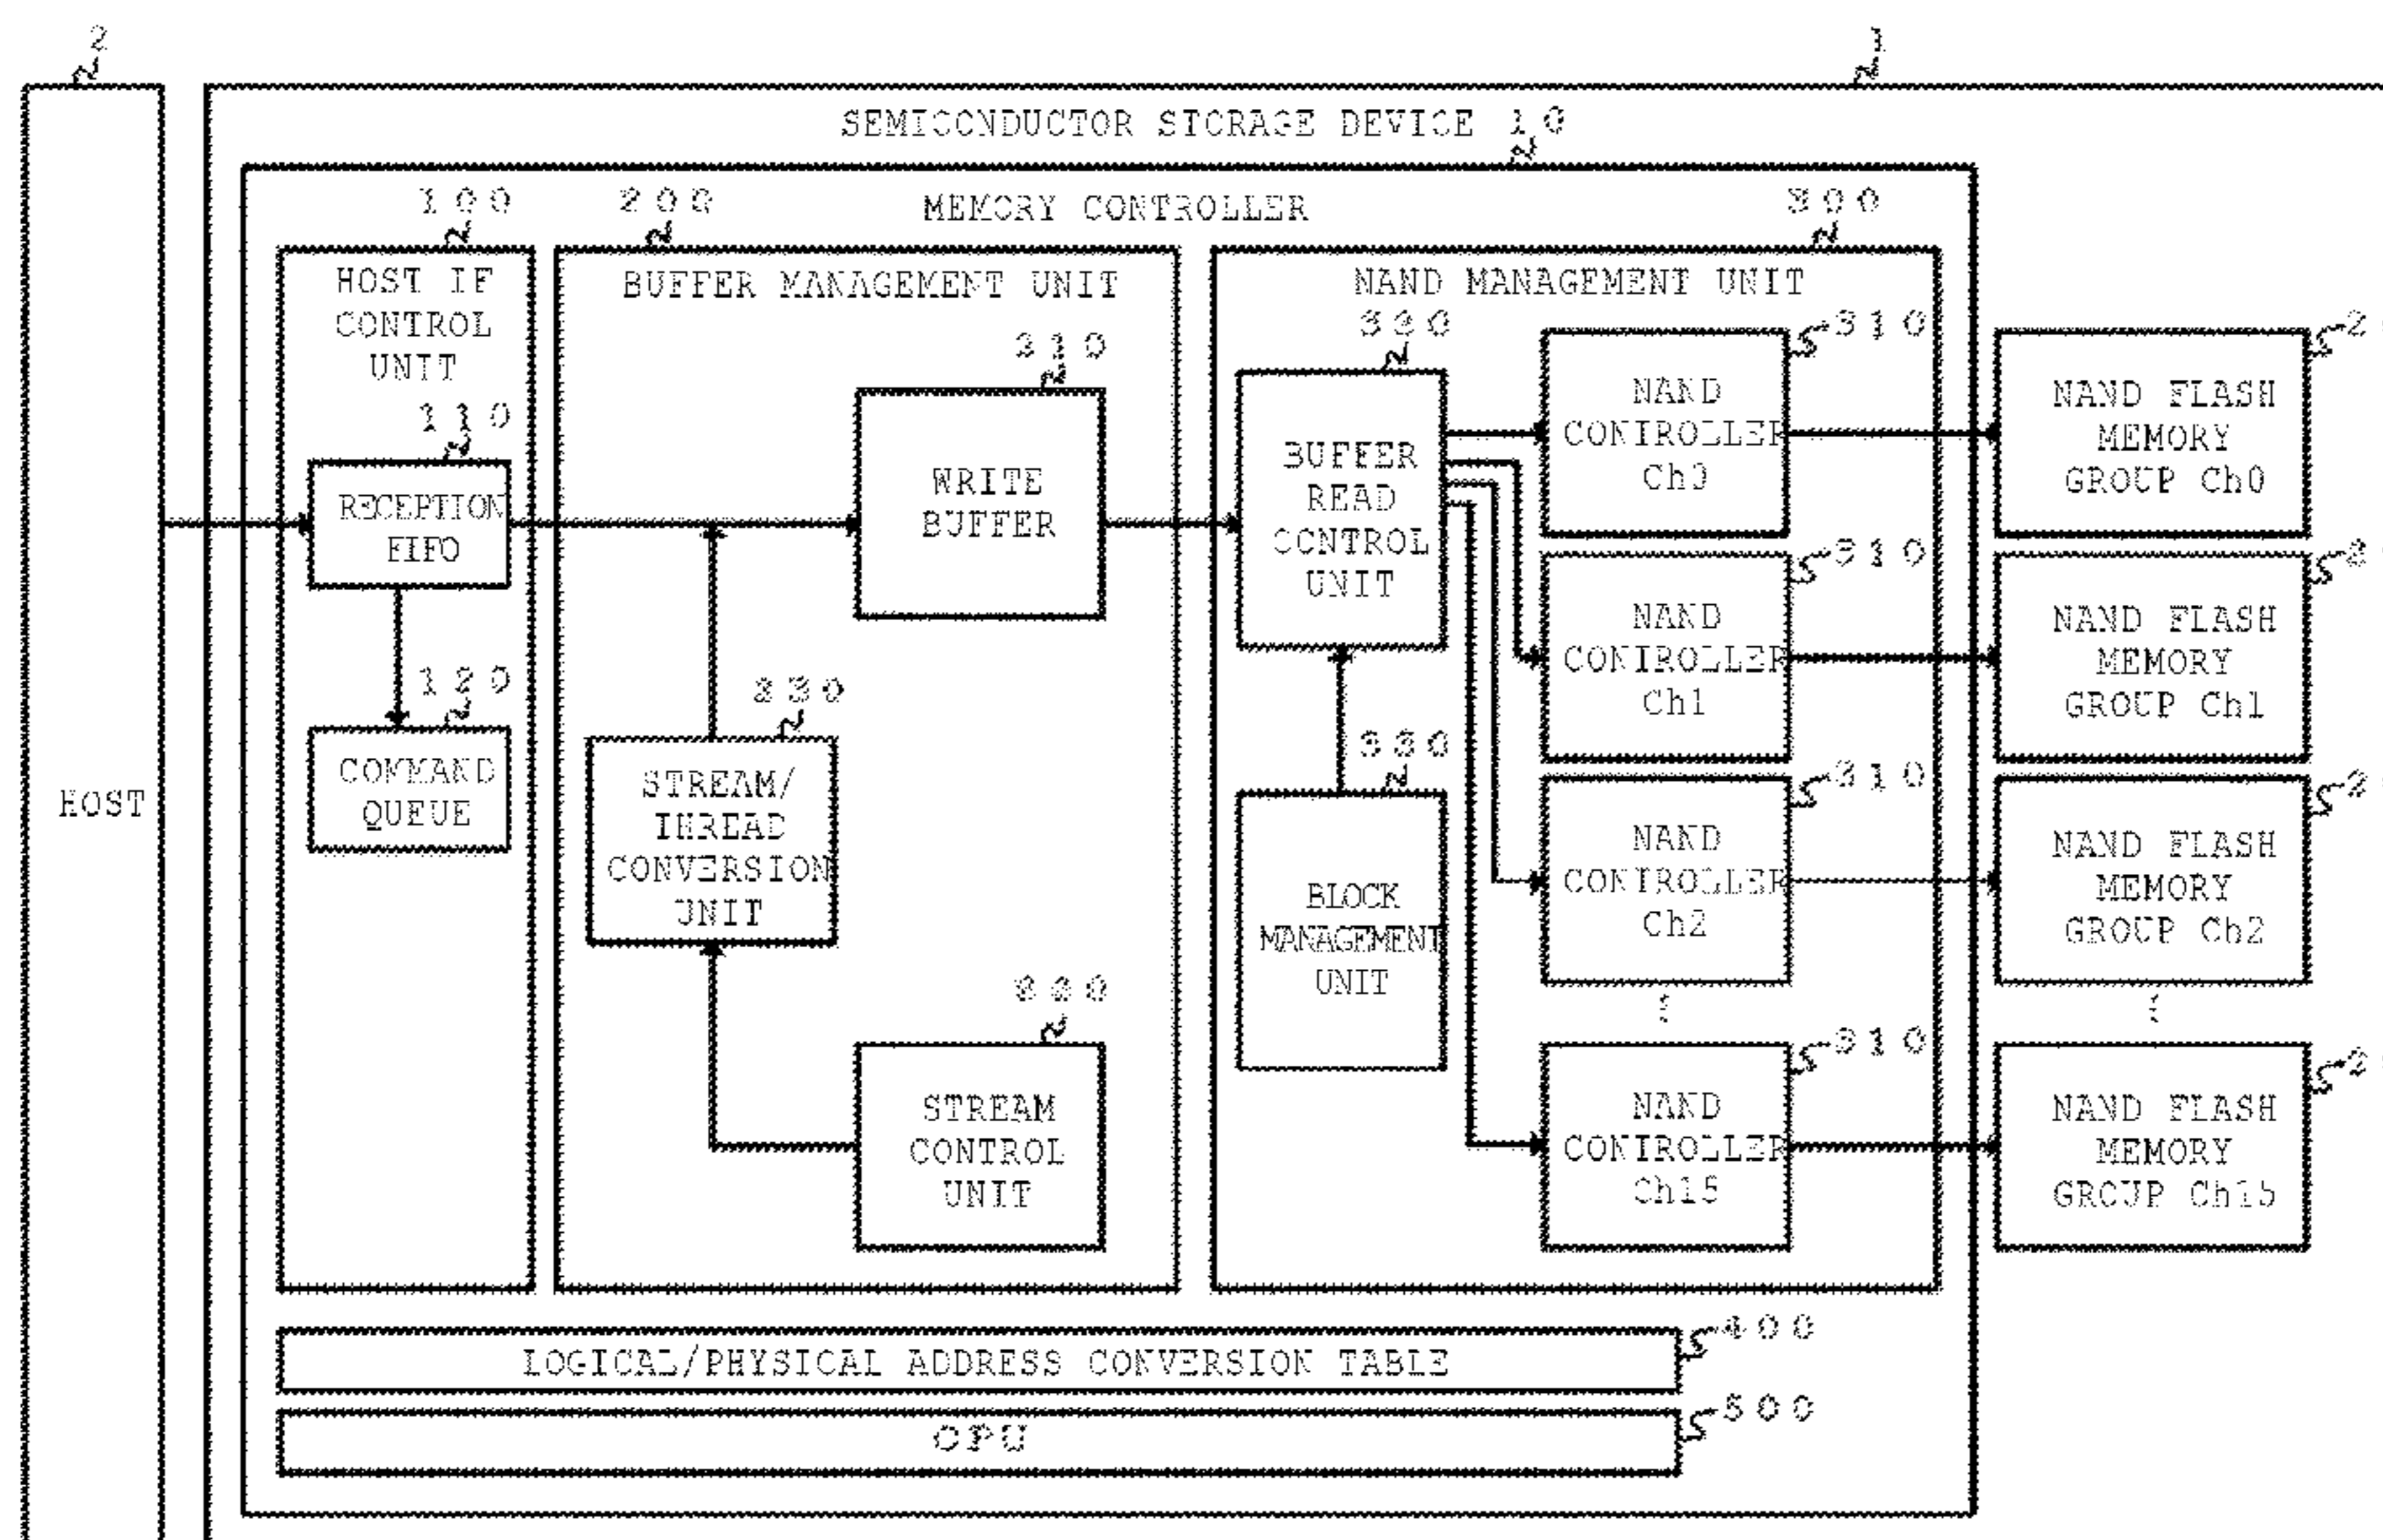 2
1
SEMICONDUCTOR STORAGE DEVICE
10
MEMORY CONTROLLER
100
HOST IF
CONTROL
UNIT
110
RECEPTION
FIFO
120
COMMAND
QUEUE
HOST
200
BUFFER MANAGEMENT UNIT
210
WRITE
BUFFER
230
STREAM/
THREAD
CONVERSION
UNIT
220
STREAM
CONTROL
UNIT
300
NAND MANAGEMENT UNIT
BUFFER
READ
CONTROL
UNIT
330
BLOCK
MANAGEMENT
UNIT
310
NAND
CONTROLLER
Ch0
310
NAND
CONTROLLER
Ch1
310
NAND
CONTROLLER
Ch2
310
NAND
CONTROLLER
Ch15
NAND FLASH
MEMORY
GROUP Ch0
NAND FLASH
MEMORY
GROUP Ch1
NAND FLASH
MEMORY
GROUP Ch2
NAND FLASH
MEMORY
GROUP Ch15
400
LOGICAL/PHYSICAL ADDRESS CONVERSION TABLE
500
CPU